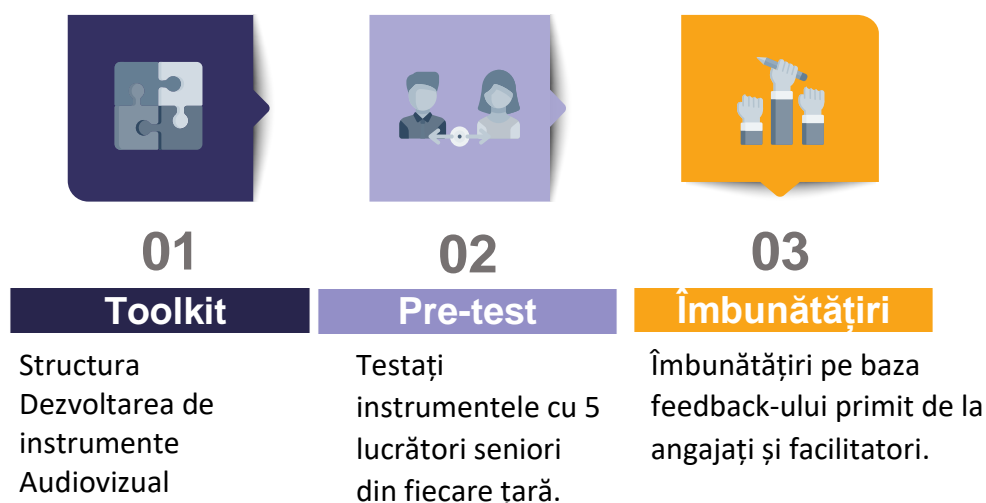 01
Toolkit
Structura
Dezvoltarea de
instrumente
Audiovizual
02
Pre-test
Testați
instrumentele cu 5
lucrători seniori
din fiecare țară.
03
Îmbunătățiri
Îmbunătățiri pe baza
feedback-ului primit de la
angajați și facilitatori.